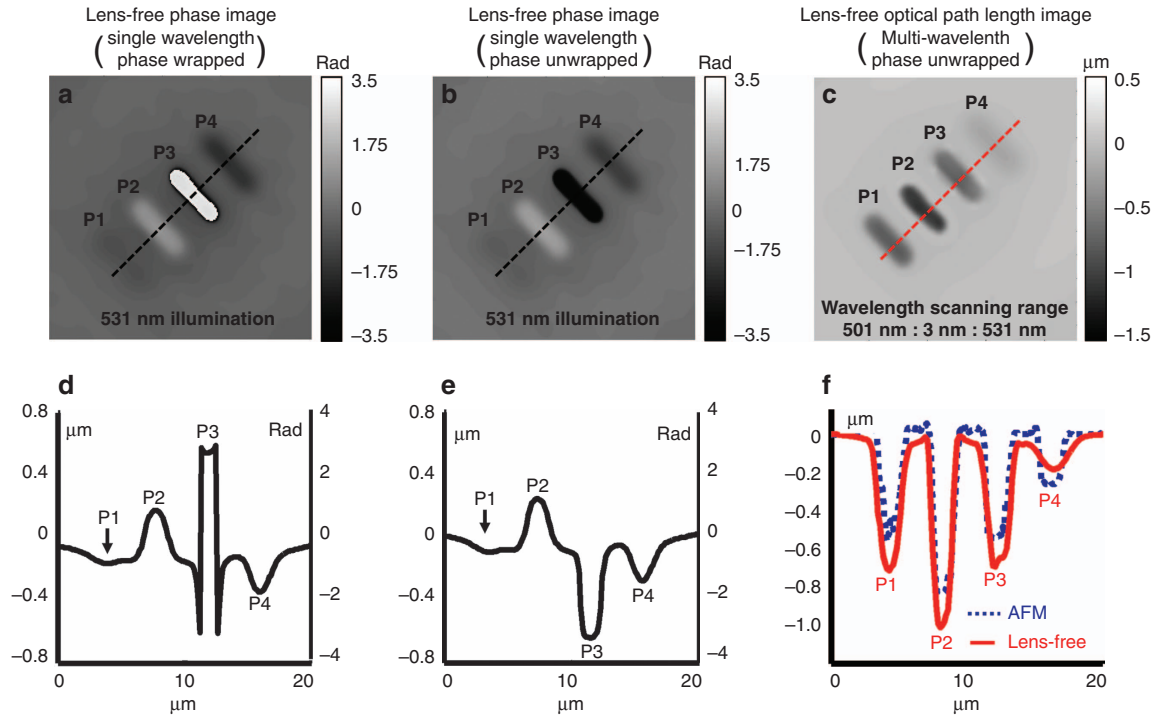 Lens-free phase image
( single wavelength
phase wrapped )
Rad
a
P4
P3
P2
P1
531 nm illumination
3.5
1.75
0
–1.75
–3.5
Lens-free phase image
( single wavelength
phase unwrapped )
Rad
b
P4
P3
P2
P1
531 nm illumination
3.5
1.75
0
–1.75
–3.5
Lens-free optical path length image
( Multi-wavelenth
phase unwrapped )
μm
c
P4
P3
P2
P1
Wavelength scanning range
501 nm : 3 nm : 531 nm
0.5
0
–0.5
–1
–1.5
d
0.8
0.4
0
–0.4
–0.8
μm
Rad
4
2
0
–2
–4
P1
P2
P3
P4
0
10
20
μm
e
0.8
0.4
0
–0.4
–0.8
μm
Rad
4
2
0
–2
–4
P1
P2
P3
P4
0
10
20
μm
f
μm
0
–0.2
–0.4
–0.6
–0.8
–1.0
P1
P2
P3
P4
AFM
Lens-free
0
10
20
μm